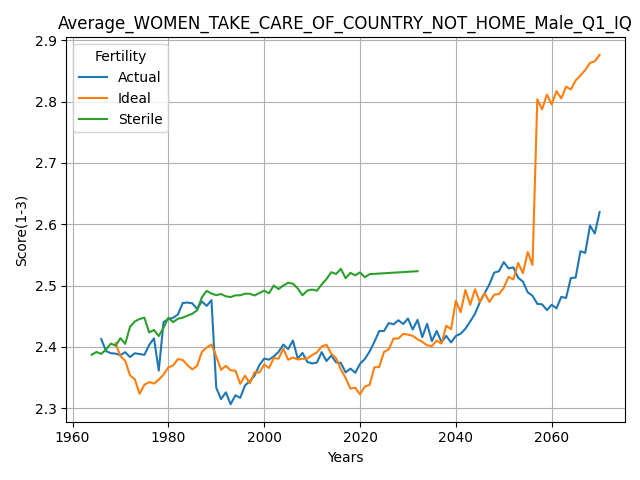 Average_WOMEN_TAKE_CARE_OF_COUNTRY_NOT_HOME_Male_Q1_IQ
2.9
2.8
2.7
2.6
2.5
2.4
2.3
Score(1-3)
Fertility
Actual
Ideal
Sterile
1960 1980 2000 2020 2040 2060
Years